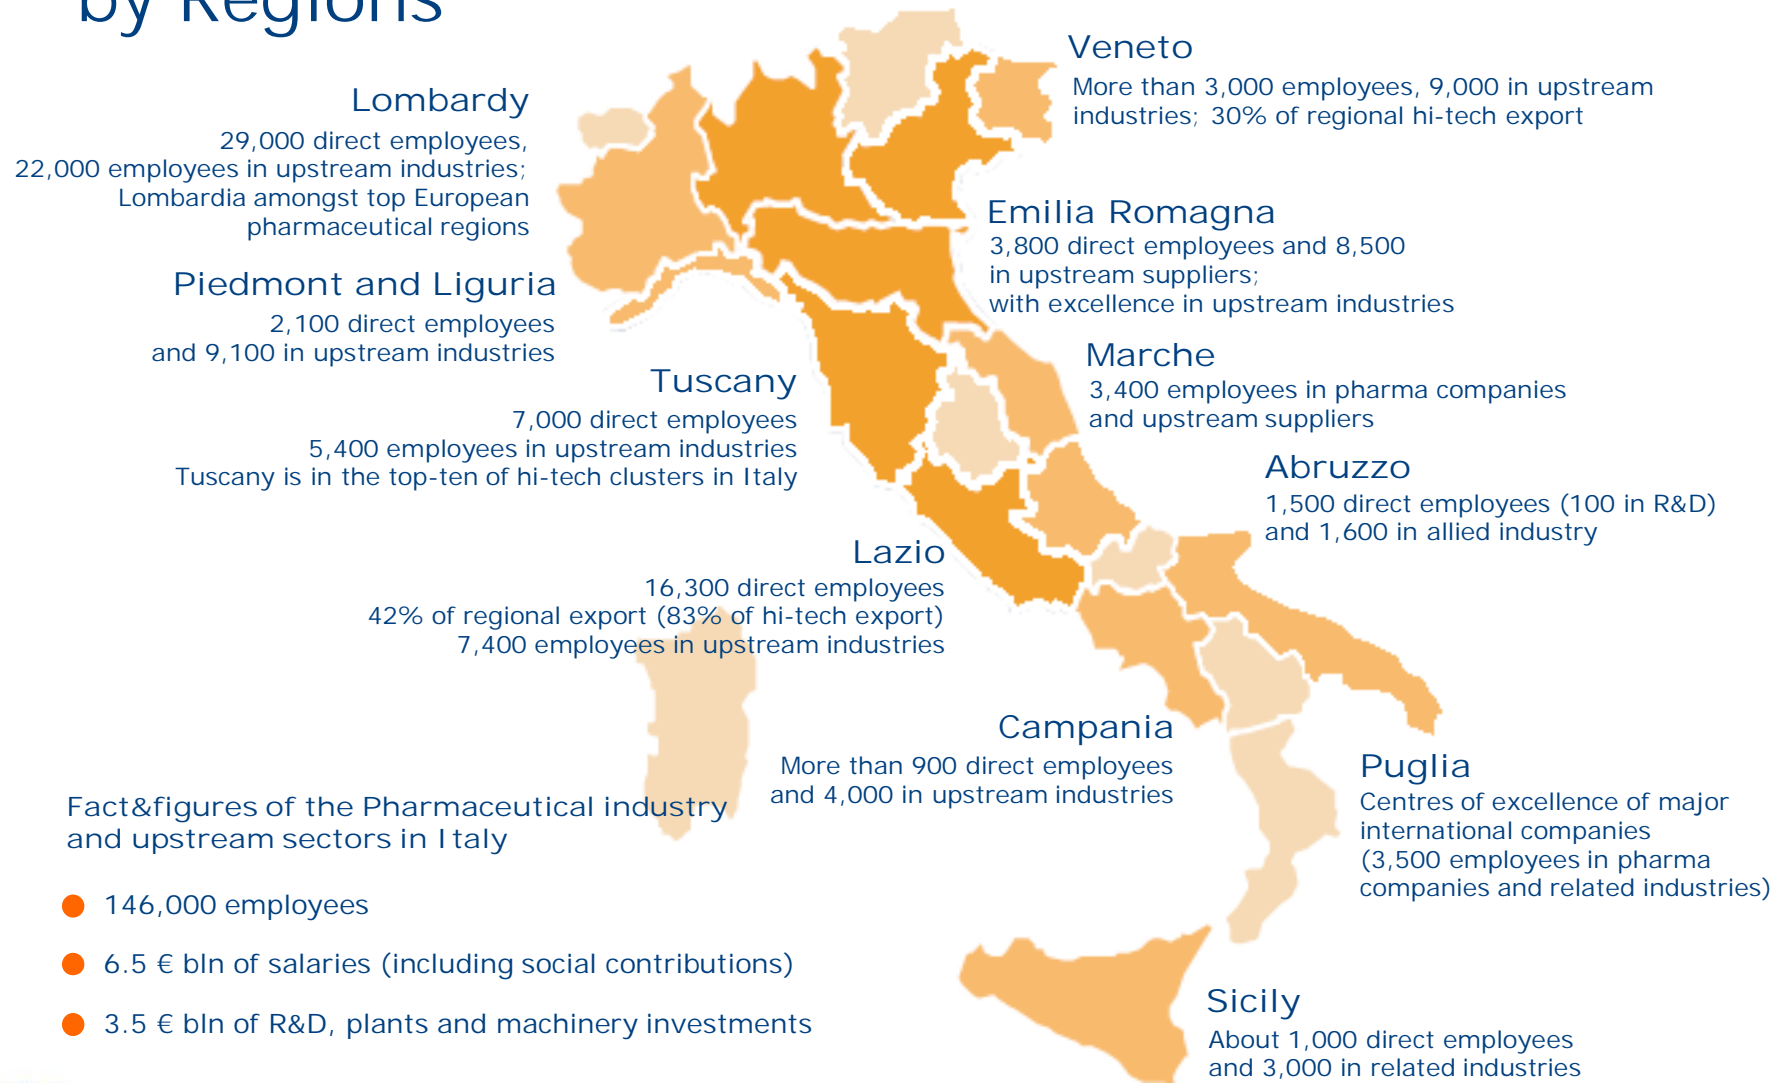 by Regions
Lombardy
29,000 direct employees,
22,000 employees in upstream industries;
Lombardia amongst top European
pharmaceutical regions
Piedmont and Liguria
2,100 direct employees
and 9,100 in upstream industries
Tuscany
7,000 direct employees
5,400 employees in upstream industries
Tuscany is in the top-ten of hi-tech clusters in Italy
Lazio
16,300 direct employees
42% of regional export (83% of hi-tech export)
7,400 employees in upstream industries
Campania
More than 900 direct employees
and 4,000 in upstream industries
Veneto
More than 3,000 employees, 9,000 in upstream
industries; 30% of regional hi-tech export
Emilia Romagna
3,800 direct employees and 8,500
in upstream suppliers;
with excellence in upstream industries
Marche
3,400 employees in pharma companies
and upstream suppliers
Abruzzo
1,500 direct employees (100 in R&D)
and 1,600 in allied industry
Puglia
Centres of excellence of major
international companies
(3,500 employees in pharma
companies and related industries)
Sicily
About 1,000 direct employees
and 3,000 in related industries
Fact&figures of the Pharmaceutical industry
and upstream sectors in Italy
146,000 employees
6.5 € bln of salaries (including social contributions)
3.5 € bln of R&D, plants and machinery investments